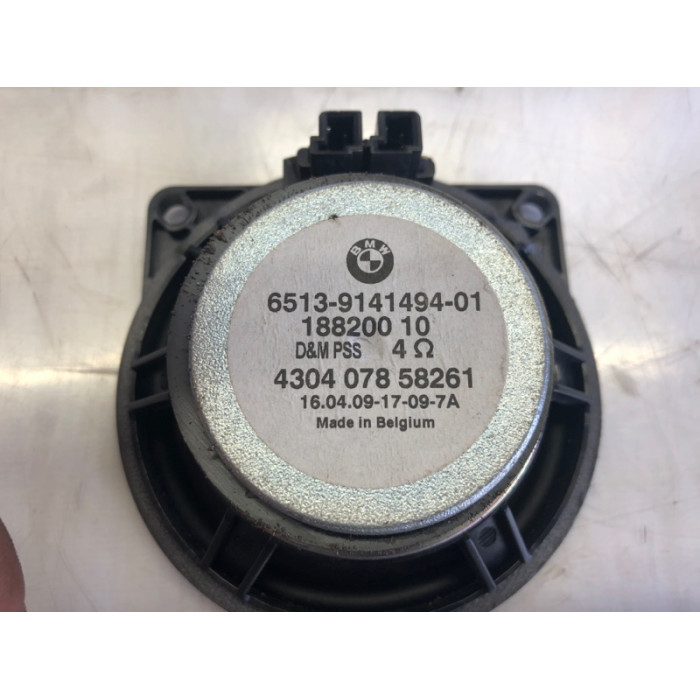 BMW
6513-9141494-01
188200 10
D&M PSS 4 Ω
4304 078 58261
16.04.09-17-09-7A
Made in Belgium